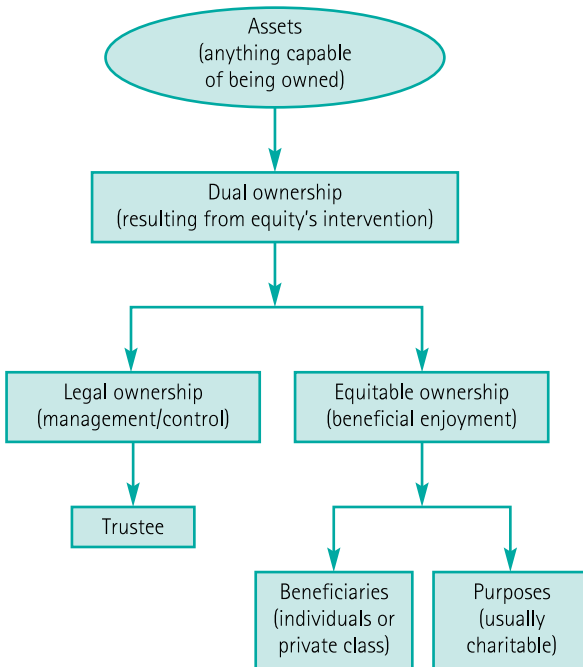 Assets
(anything capable
of being owned)
Dual ownership
(resulting from equity's intervention)
Legal ownership
(management/control)
Equitable ownership
(beneficial enjoyment)
Trustee
Beneficiaries
(individuals or
private class)
Purposes
(usually
charitable)